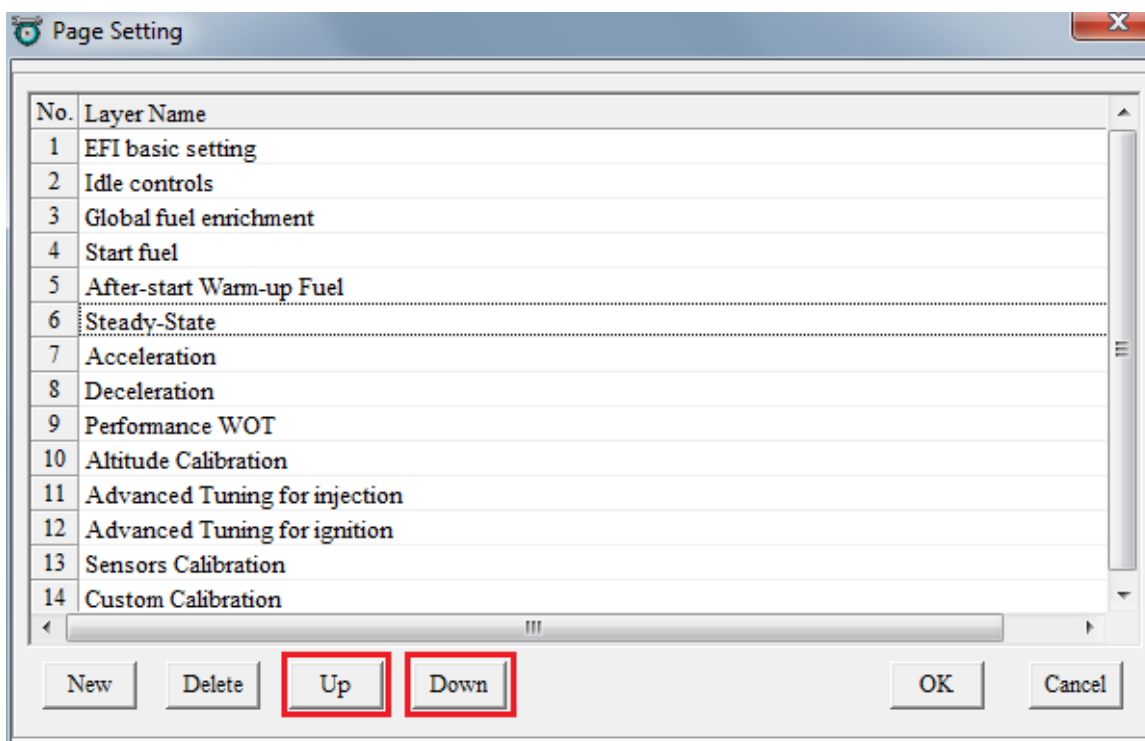 Page Setting
No. Layer Name
1 EFI basic setting
2 Idle controls
3 Global fuel enrichment
4 Start fuel
5 After-start Warm-up Fuel
6 Steady-State
7 Acceleration
8 Deceleration
9 Performance WOT
10 Altitude Calibration
11 Advanced Tuning for injection
12 Advanced Tuning for ignition
13 Sensors Calibration
14 Custom Calibration
New Delete Up Down OK Cancel